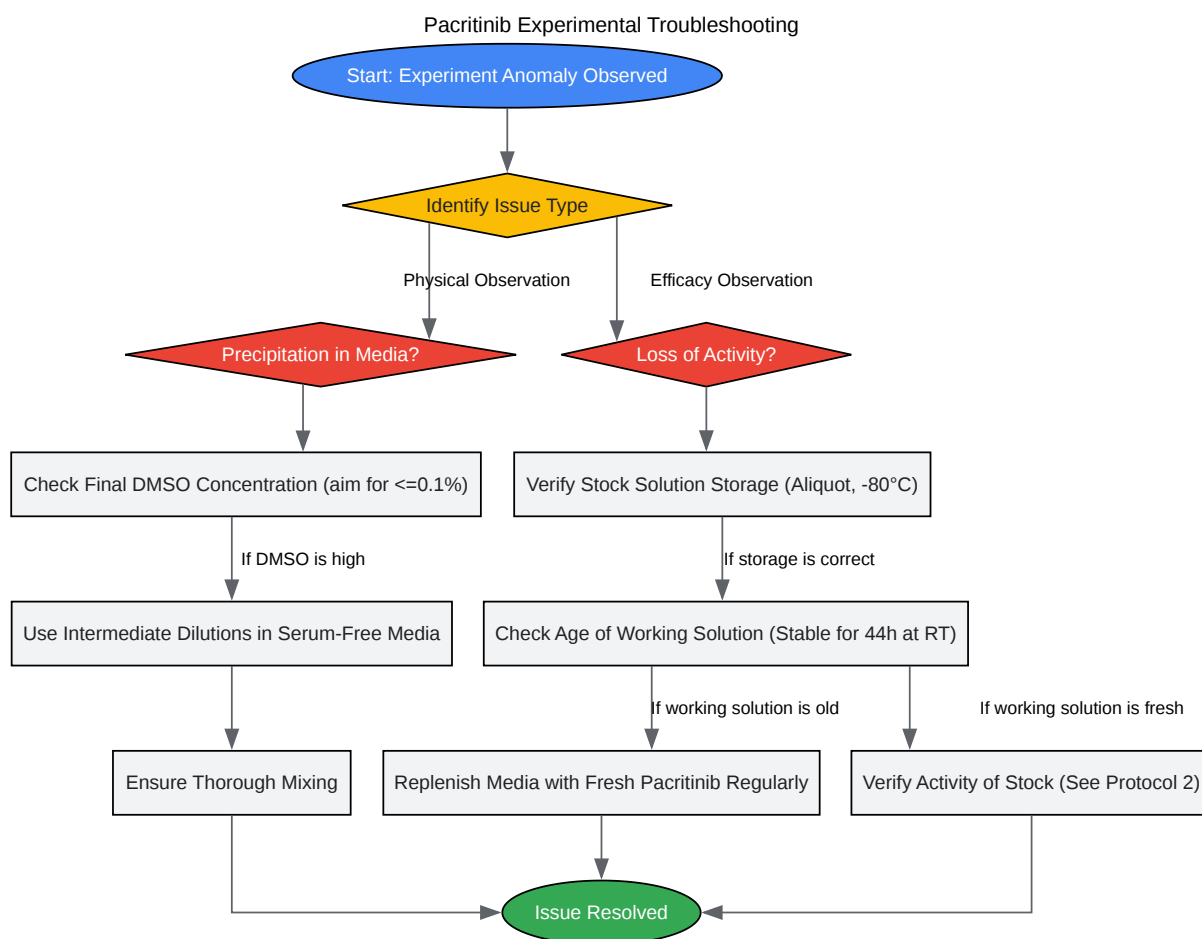 Pacritinib Experimental Troubleshooting
Start: Experiment Anomaly Observed
Identify Issue Type
Physical Observation
Efficacy Observation
Precipitation in Media?
Loss of Activity?
Check Final DMSO Concentration (aim for <=0.1%)
Verify Stock Solution Storage (Aliquot, -80°C)
If DMSO is high
If storage is correct
Use Intermediate Dilutions in Serum-Free Media
Check Age of Working Solution (Stable for 44h at RT)
If working solution is old
If working solution is fresh
Ensure Thorough Mixing
Replenish Media with Fresh Pacritinib Regularly
Verify Activity of Stock (See Protocol 2)
Issue Resolved